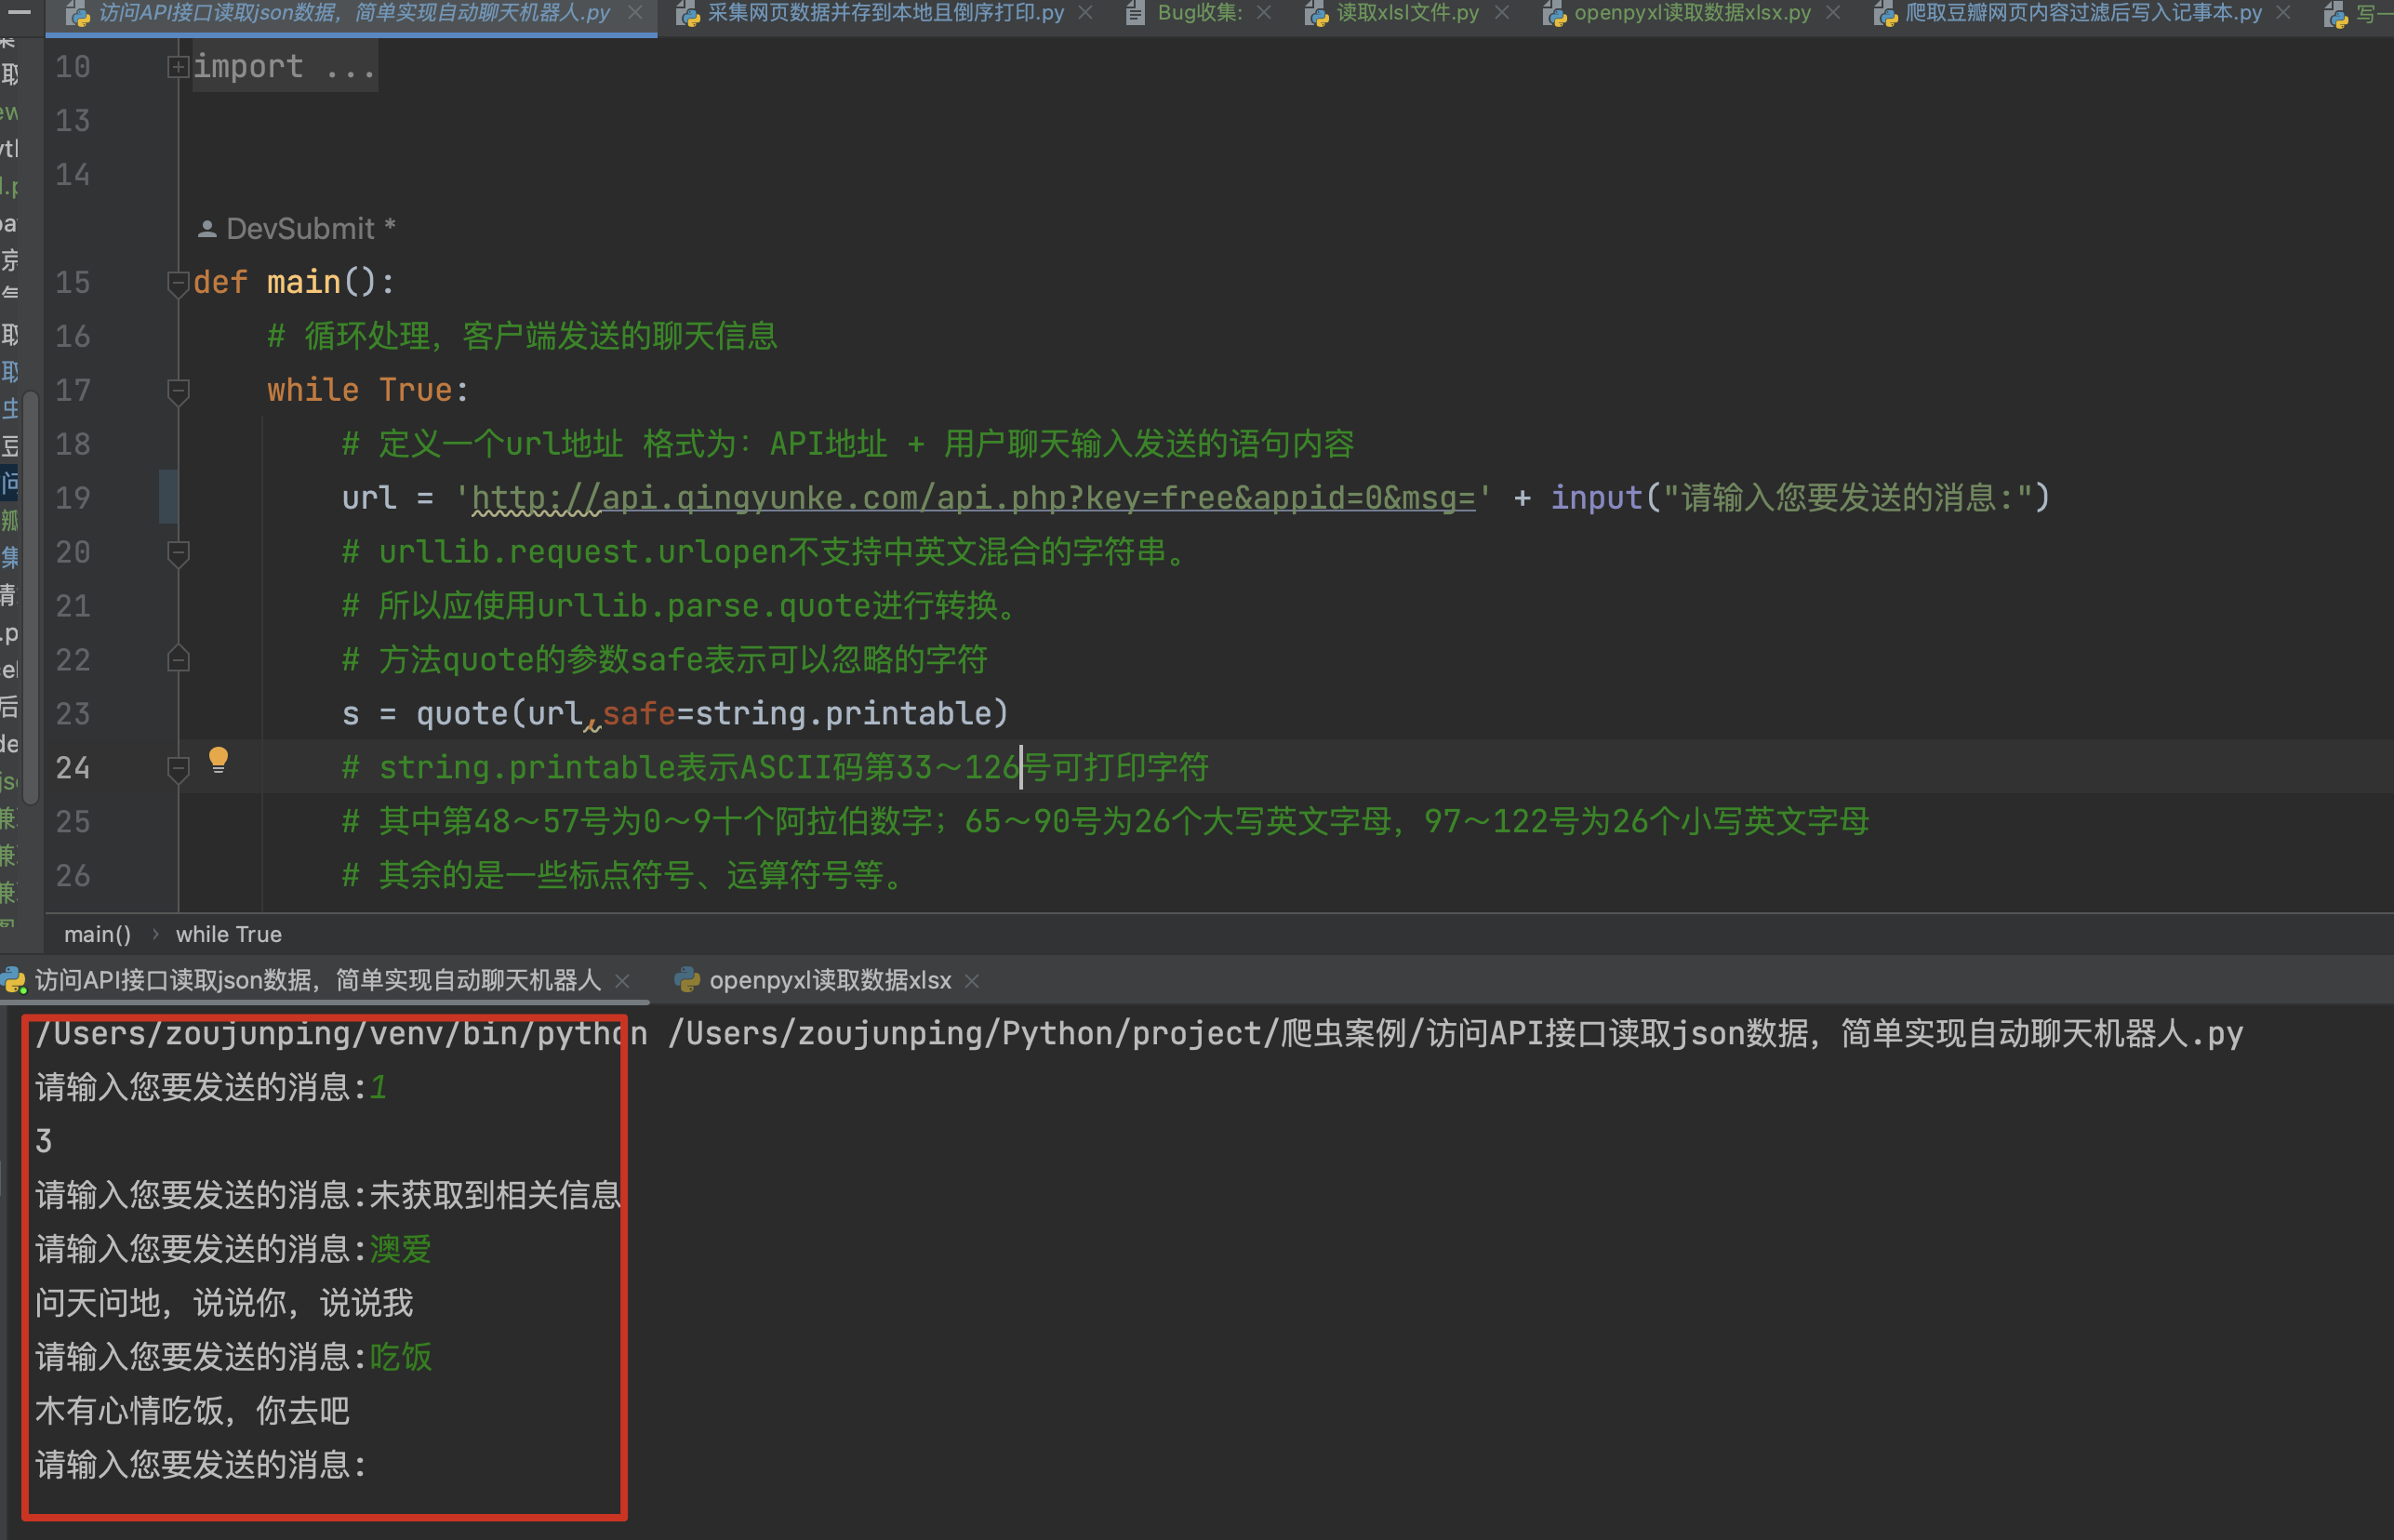 访问API接口读取json数据，简单实现自动聊天机器人.py
采集网页数据并存到本地且倒序打印.py
Bug收集:
读取xlsl文件.py
openpyxl读取数据xlsx.py
爬取豆瓣网页内容过滤后写入记事本.py
写一
10 import ...
13
14
DevSubmit *
15 def main():
16 # 循环处理，客户端发送的聊天信息
17 while True:
18 # 定义一个url地址 格式为：API地址 + 用户聊天输入发送的语句内容
19 url = 'http://api.qingyunke.com/api.php?key=free&appid=0&msg=' + input("请输入您要发送的消息:")
20 # urllib.request.urlopen不支持中英文混合的字符串。
21 # 所以应使用urllib.parse.quote进行转换。
22 # 方法quote的参数safe表示可以忽略的字符
23 s = quote(url,safe=string.printable)
24 # string.printable表示ASCII码第33～126号可打印字符
25 # 其中第48～57号为0～9十个阿拉伯数字；65～90号为26个大写英文字母，97～122号为26个小写英文字母
26 # 其余的是一些标点符号、运算符号等。
main() › while True
访问API接口读取json数据，简单实现自动聊天机器人
openpyxl读取数据xlsx
/Users/zoujunping/venv/bin/python /Users/zoujunping/Python/project/爬虫案例/访问API接口读取json数据，简单实现自动聊天机器人.py
请输入您要发送的消息:1
3
请输入您要发送的消息:未获取到相关信息
请输入您要发送的消息:澳爱
问天问地，说说你，说说我
请输入您要发送的消息:吃饭
木有心情吃饭，你去吧
请输入您要发送的消息: